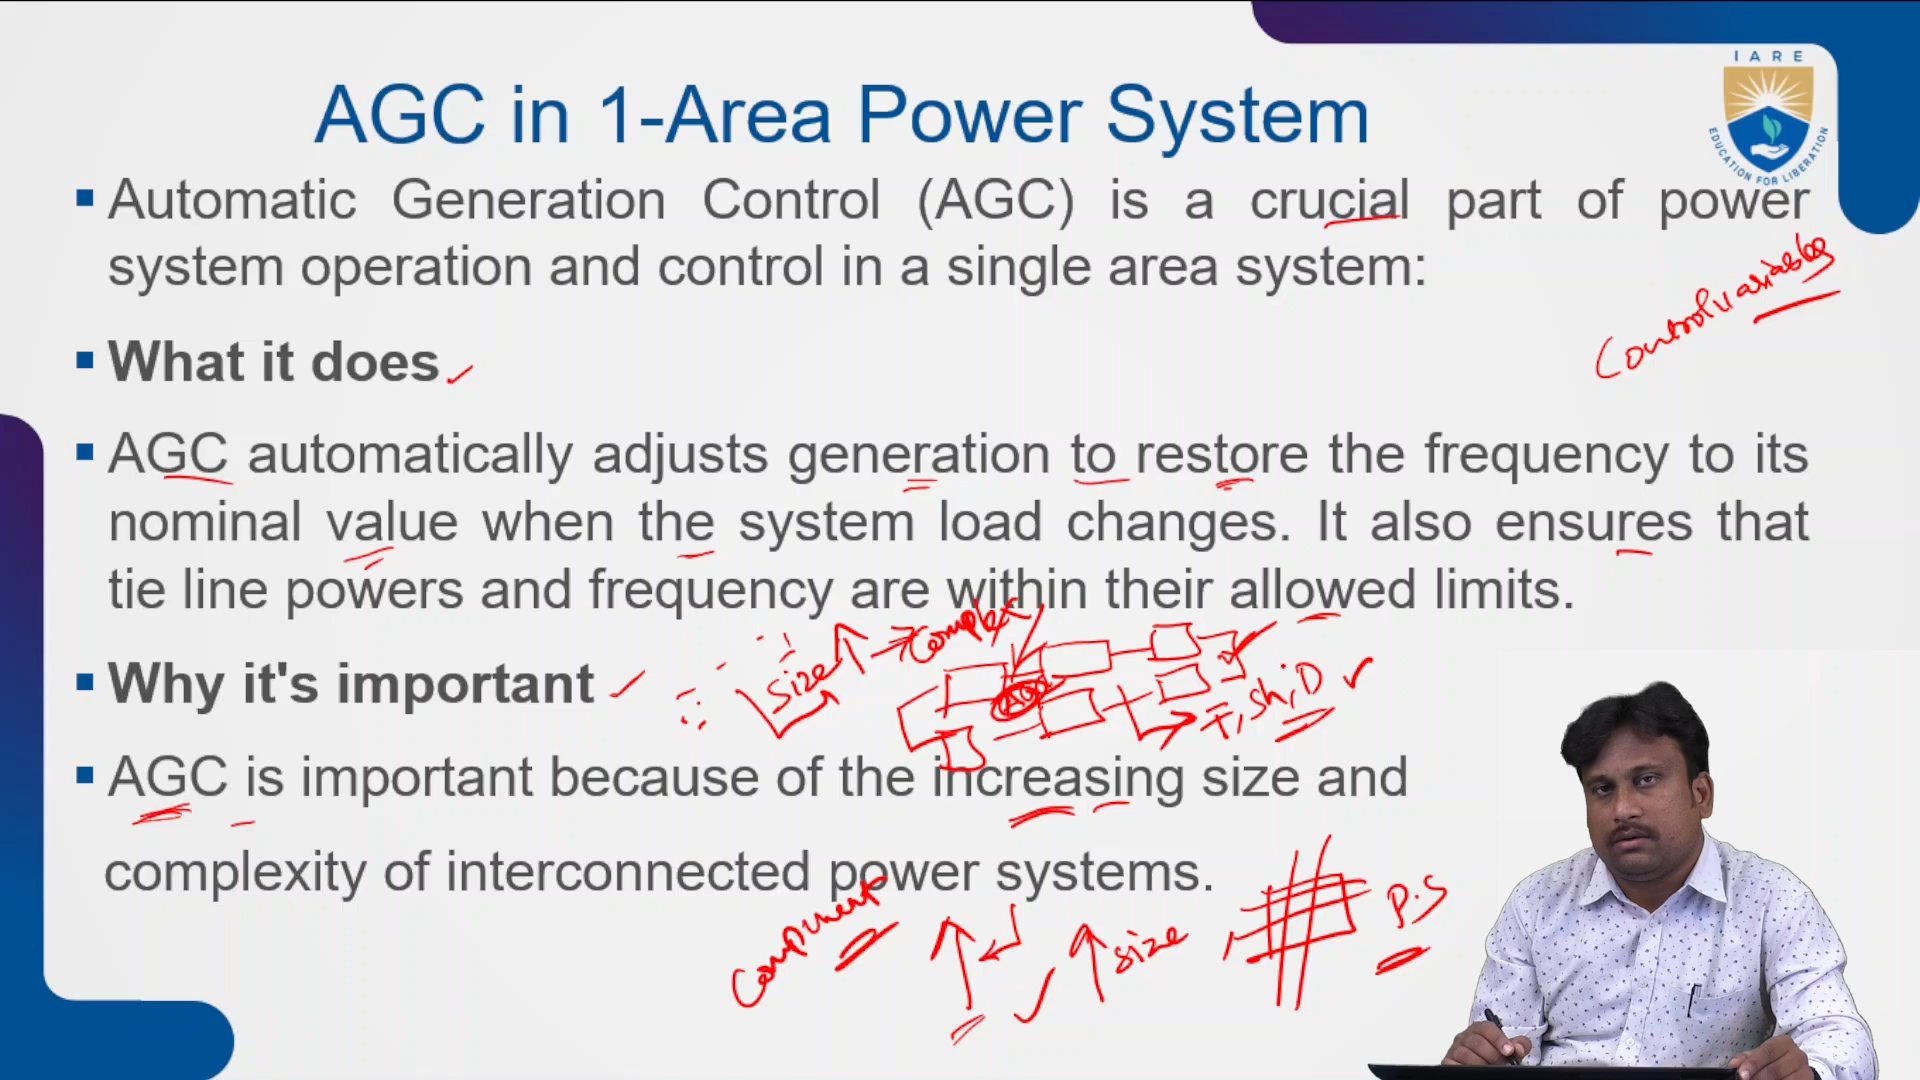 IARE
EDUCATION FOR LIBERATION
AGC in 1-Area Power System
▪ Automatic Generation Control (AGC) is a crucial part of power
system operation and control in a single area system:
Control variables
▪ What it does
▪ AGC automatically adjusts generation to restore the frequency to its
nominal value when the system load changes. It also ensures that
tie line powers and frequency are within their allowed limits.
size ↑ → complex
▪ Why it's important
AGC
T, Sh, D
▪ AGC is important because of the increasing size and
complexity of interconnected power systems.
component
↑ size
P.S